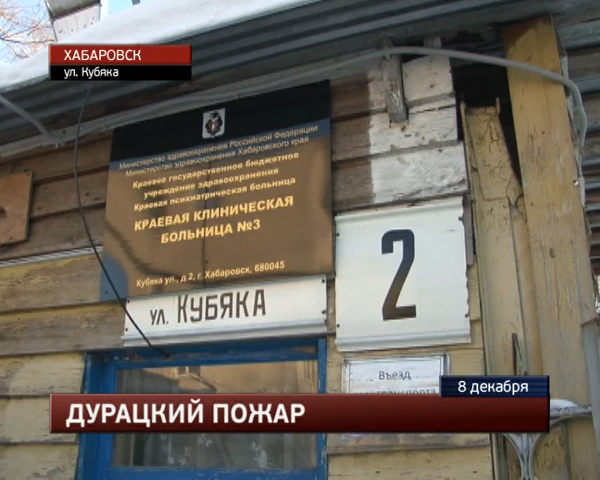 ХАБАРОВСК
ул. Кубяка
Министерство здравоохранения Российской Федерации
Министерство здравоохранения Хабаровского края
Краевое государственное бюджетное
учреждение здравоохранения
Краевая психиатрическая больница
КРАЕВАЯ КЛИНИЧЕСКАЯ
БОЛЬНИЦА №3
Кубяка ул., д 2, г. Хабаровск, 680045
ул. КУБЯКА
2
Въезд
8 декабря
ДУРАЦКИЙ ПОЖАР